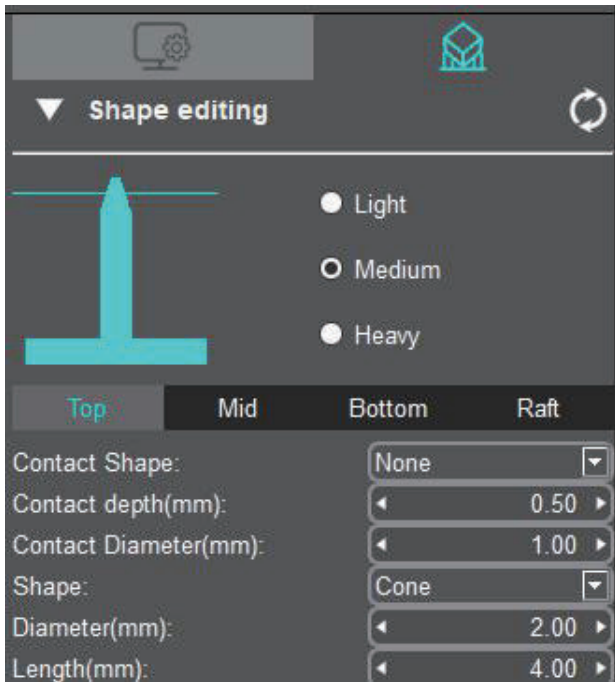 Shape editing
Light
Medium
Heavy
Top Mid Bottom Raft
Contact Shape: None
Contact depth(mm): 0.50
Contact Diameter(mm): 1.00
Shape: Cone
Diameter(mm): 2.00
Length(mm): 4.00